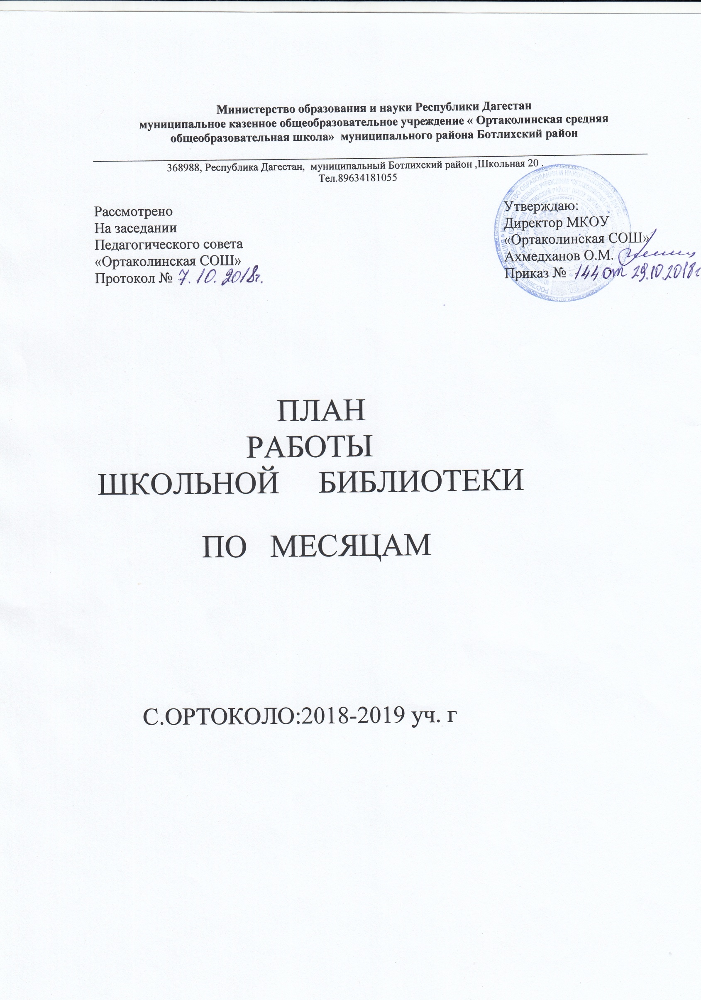 Министерство образования и науки Республики Дагестан
муниципальное казенное общеобразовательное учреждение « Ортаколинская средняя
общеобразовательная школа» муниципального района Ботлихский район
368988, Республика Дагестан, муниципальный Ботлихский район ,Школьная 20 .
Тел.89634181055
Рассмотрено
На заседании
Педагогического совета
«Ортаколинская СОШ»
Протокол № 7. 10. 2018г.
Утверждаю:
Директор МКОУ
«Ортаколинская СОШ»
Ахмедханов О.М.
Приказ № 144 от 29.10.2018г
ПЛАН
РАБОТЫ
ШКОЛЬНОЙ БИБЛИОТЕКИ
ПО МЕСЯЦАМ
С.ОРТОКОЛО:2018-2019 уч. г